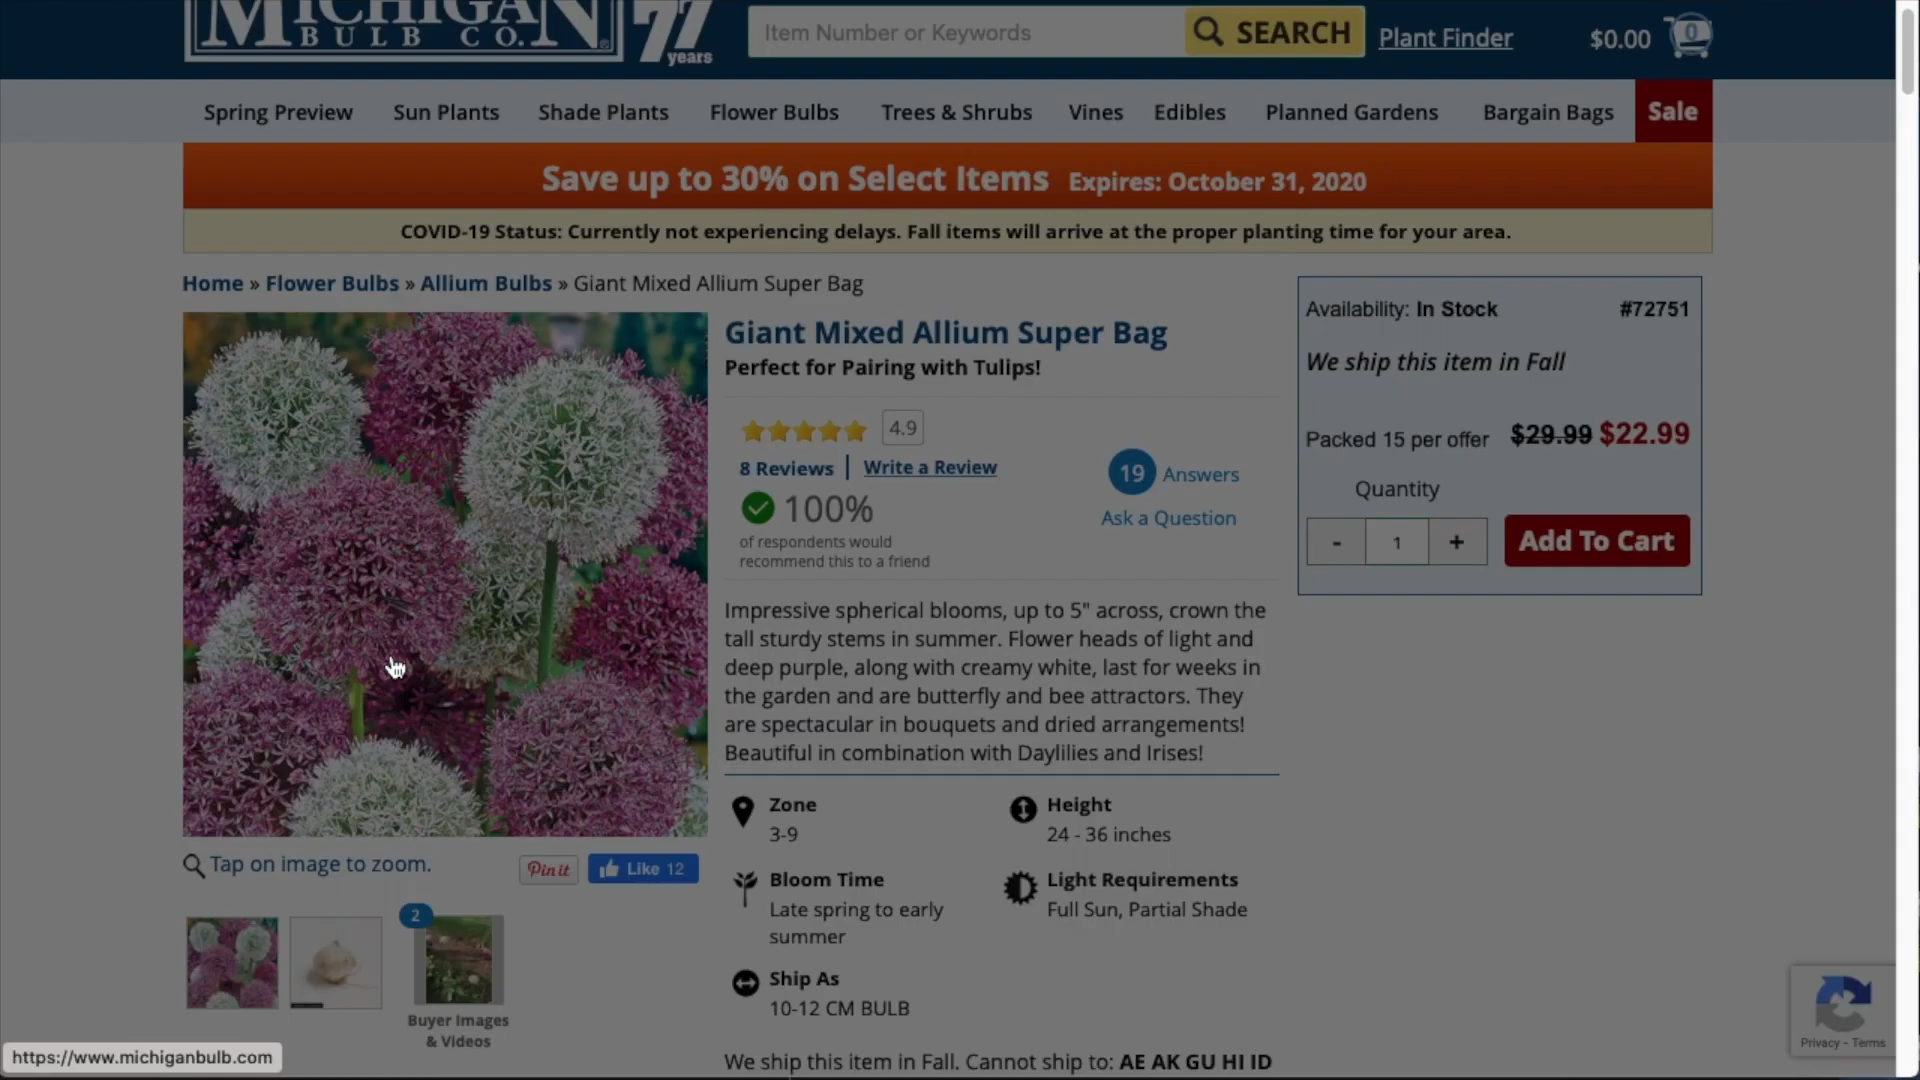 MICHIGAN
BULB CO.
77
years
Item Number or Keywords
SEARCH
Plant Finder
$0.00
0
Spring Preview
Sun Plants
Shade Plants
Flower Bulbs
Trees & Shrubs
Vines
Edibles
Planned Gardens
Bargain Bags
Sale
Save up to 30% on Select Items Expires: October 31, 2020
COVID-19 Status: Currently not experiencing delays. Fall items will arrive at the proper planting time for your area.
Home » Flower Bulbs » Allium Bulbs » Giant Mixed Allium Super Bag
Giant Mixed Allium Super Bag
Perfect for Pairing with Tulips!
4.9
8 Reviews | Write a Review
100%
of respondents would
recommend this to a friend
19 Answers
Ask a Question
Availability: In Stock #72751
We ship this item in Fall
Packed 15 per offer $29.99 $22.99
Quantity
- 1 + Add To Cart
Impressive spherical blooms, up to 5" across, crown the
tall sturdy stems in summer. Flower heads of light and
deep purple, along with creamy white, last for weeks in
the garden and are butterfly and bee attractors. They
are spectacular in bouquets and dried arrangements!
Beautiful in combination with Daylilies and Irises!
Zone
3-9
Height
24 - 36 inches
Bloom Time
Late spring to early
summer
Light Requirements
Full Sun, Partial Shade
Ship As
10-12 CM BULB
We ship this item in Fall. Cannot ship to: AE AK GU HI ID
Tap on image to zoom.
Pin it
Like 12
2
Buyer Images
& Videos
https://www.michiganbulb.com
Privacy - Terms